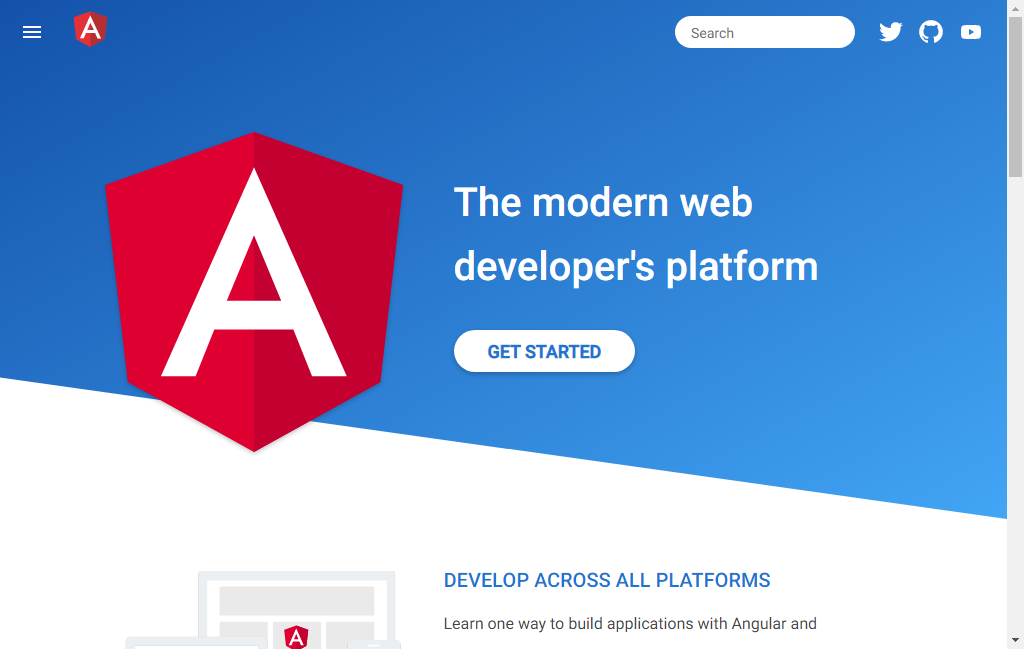 Search
The modern web
developer's platform
GET STARTED
DEVELOP ACROSS ALL PLATFORMS
Learn one way to build applications with Angular and